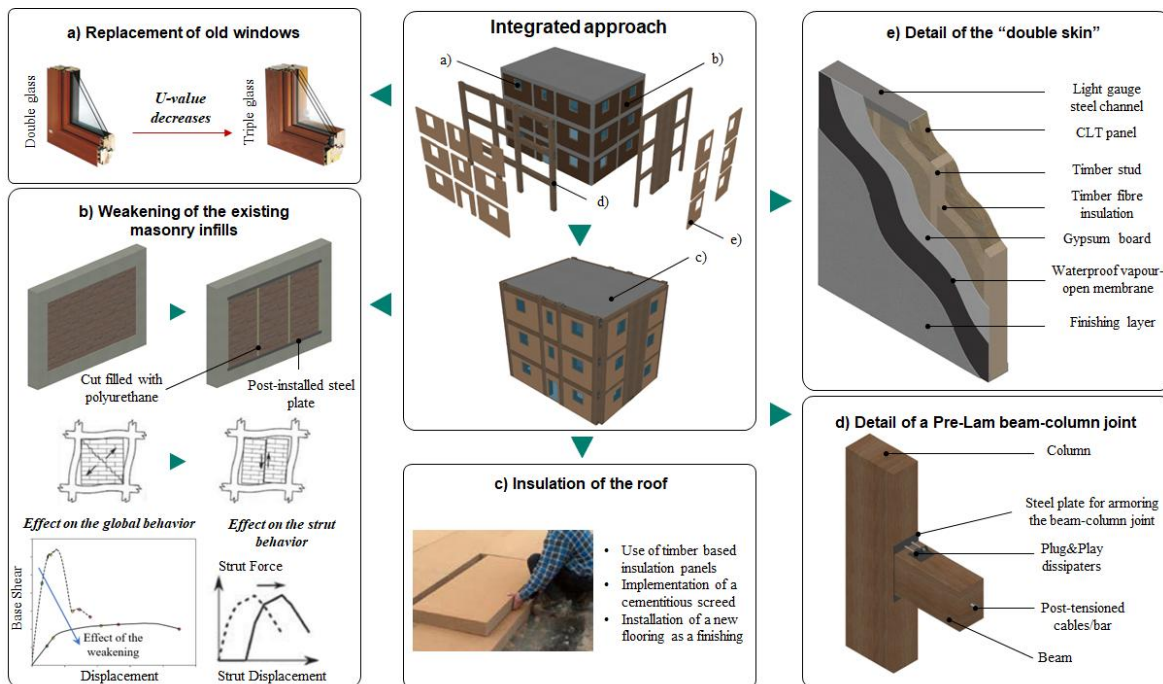 a) Replacement of old windows
Double glass
U-value
decreases
Triple glass
b) Weakening of the existing
masonry infills
Cut filled with
polyurethane
Post-installed steel
plate
Effect on the global behavior
Effect on the strut
behavior
Base Shear
Effect of the
weakening
Displacement
Strut Force
Strut Displacement
Integrated approach
a)
b)
d)
e)
c)
c) Insulation of the roof
• Use of timber based
insulation panels
• Implementation of a
cementitious screed
• Installation of a new
flooring as a finishing
e) Detail of the “double skin”
Light gauge
steel channel
CLT panel
Timber stud
Timber fibre
insulation
Gypsum board
Waterproof vapour-
open membrane
Finishing layer
d) Detail of a Pre-Lam beam-column joint
Column
Steel plate for armoring
the beam-column joint
Plug&Play
dissipaters
Post-tensioned
cables/bar
Beam